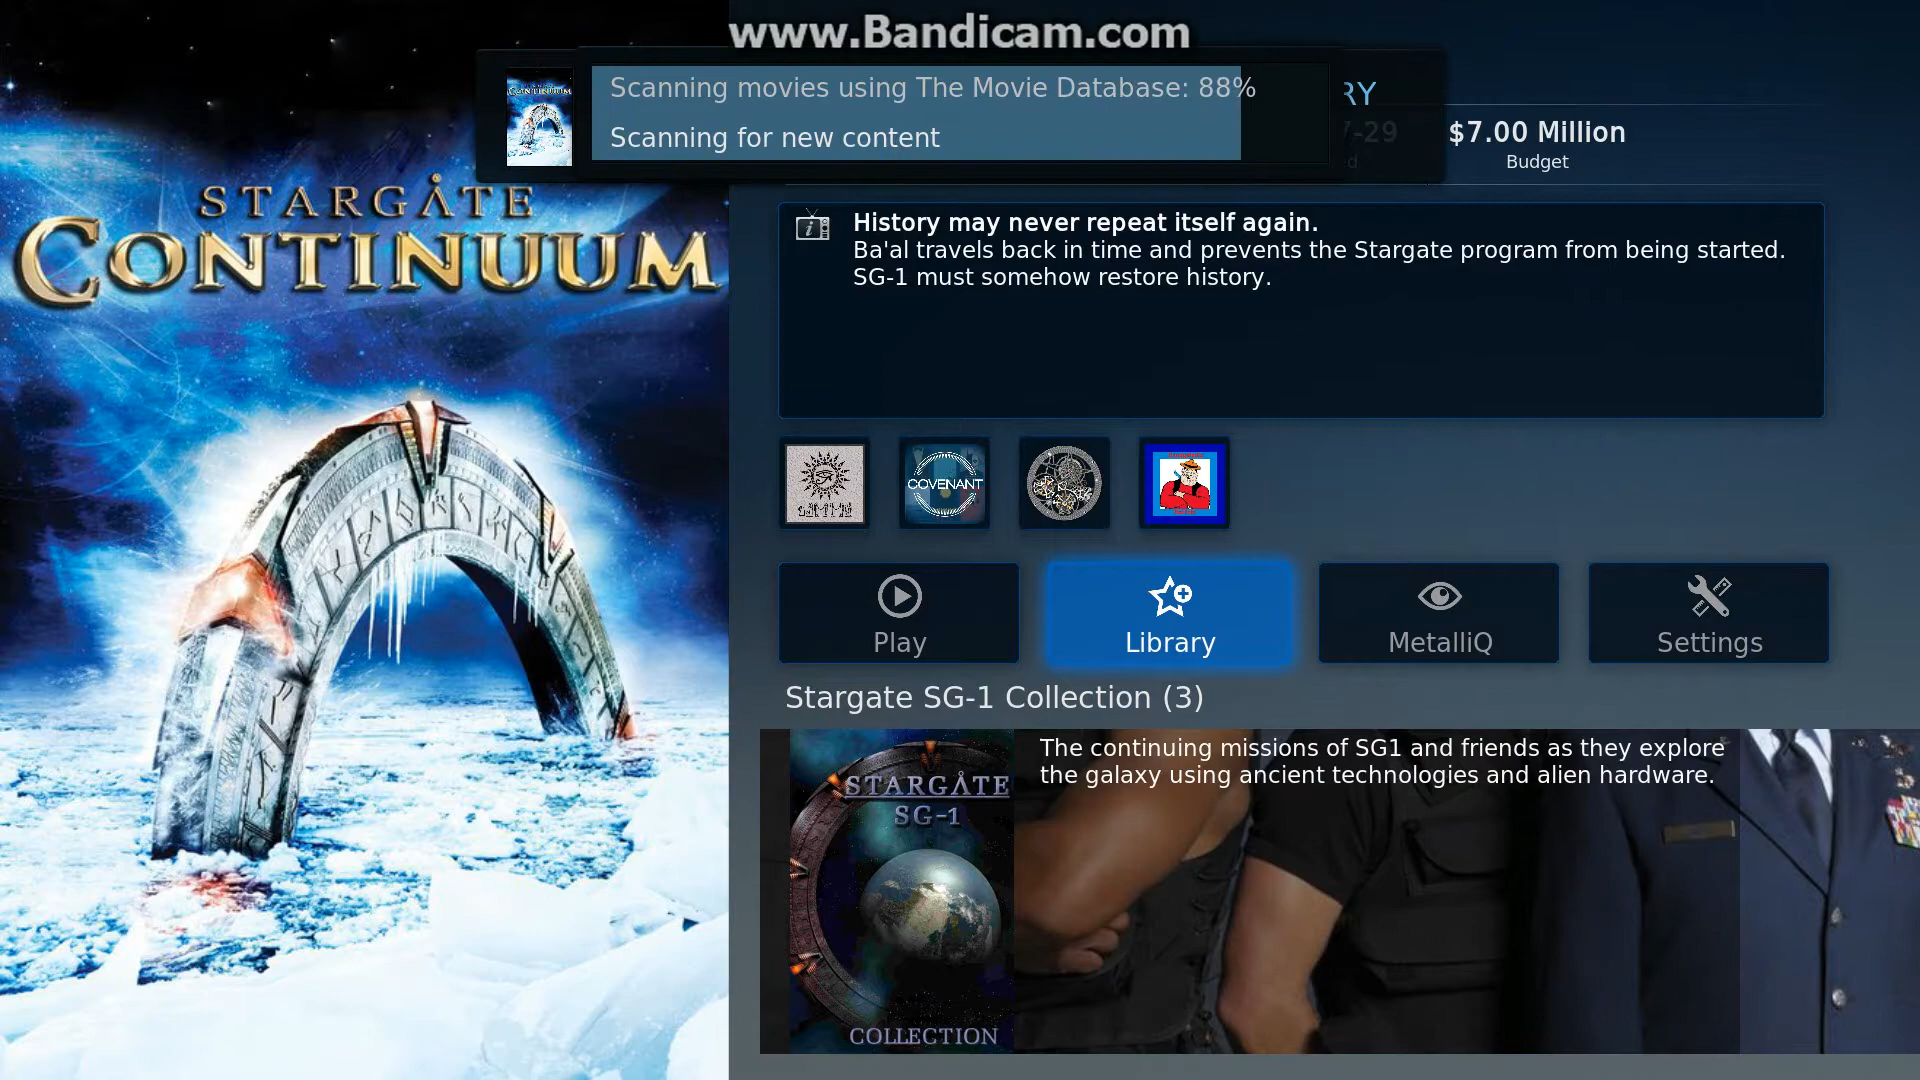 www.Bandicam.com
Scanning movies using The Movie Database: 88%
Scanning for new content
CONTINUUM
RY
7-29
$7.00 Million
Budget
STARGATE
CONTINUUM
History may never repeat itself again.
Ba'al travels back in time and prevents the Stargate program from being started.
SG-1 must somehow restore history.
COVENANT
Play
Library
MetalliQ
Settings
Stargate SG-1 Collection (3)
The continuing missions of SG1 and friends as they explore
the galaxy using ancient technologies and alien hardware.
STARGATE
SG-1
COLLECTION